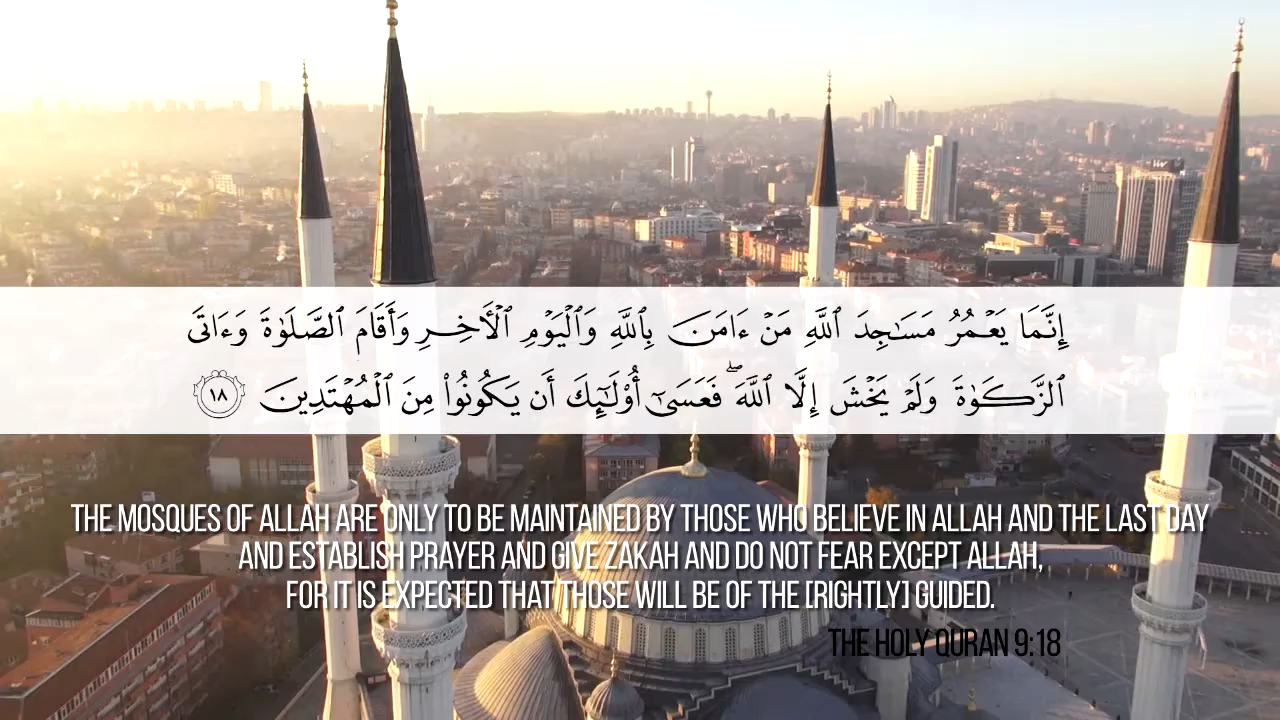 إِنَّمَا يَعْمُرُ مَسَـٰجِدَ ٱللَّهِ مَنْ ءَامَنَ بِٱللَّهِ وَٱلْيَوْمِ ٱلْـَٔاخِرِ وَأَقَامَ ٱلصَّلَوٰةَ وَءَاتَى
ٱلزَّكَوٰةَ وَلَمْ يَخْشَ إِلَّا ٱللَّهَ ۖ فَعَسَىٰٓ أُو۟لَـٰٓئِكَ أَن يَكُونُوا۟ مِنَ ٱلْمُهْتَدِينَ ١٨
THE MOSQUES OF ALLAH ARE ONLY TO BE MAINTAINED BY THOSE WHO BELIEVE IN ALLAH AND THE LAST DAY
AND ESTABLISH PRAYER AND GIVE ZAKAH AND DO NOT FEAR EXCEPT ALLAH,
FOR IT IS EXPECTED THAT THOSE WILL BE OF THE [RIGHTLY] GUIDED.
THE HOLY QURAN 9:18